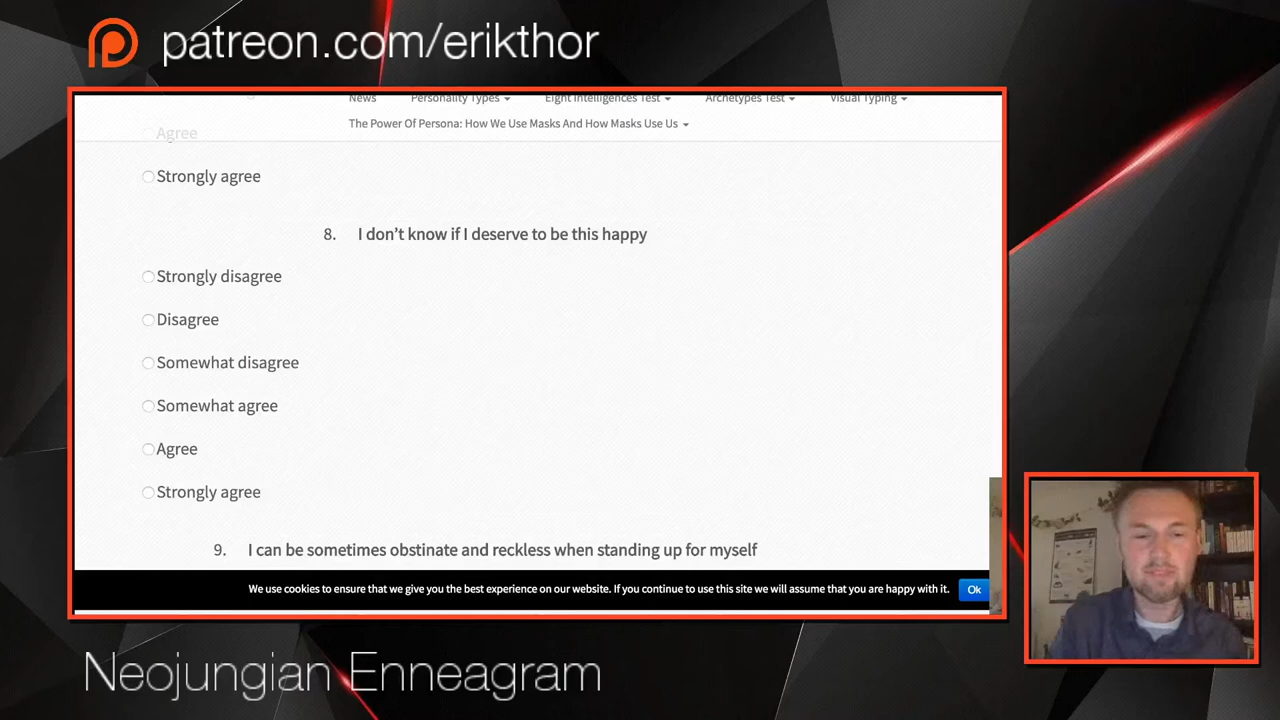 patreon.com/erikthor
News Personality Types Eight Intelligences Test Archetypes Test Visual Typing
The Power Of Persona: How We Use Masks And How Masks Use Us
Agree
Strongly agree
8. I don’t know if I deserve to be this happy
Strongly disagree
Disagree
Somewhat disagree
Somewhat agree
Agree
Strongly agree
9. I can be sometimes obstinate and reckless when standing up for myself
We use cookies to ensure that we give you the best experience on our website. If you continue to use this site we will assume that you are happy with it. Ok
Neojungian Enneagram